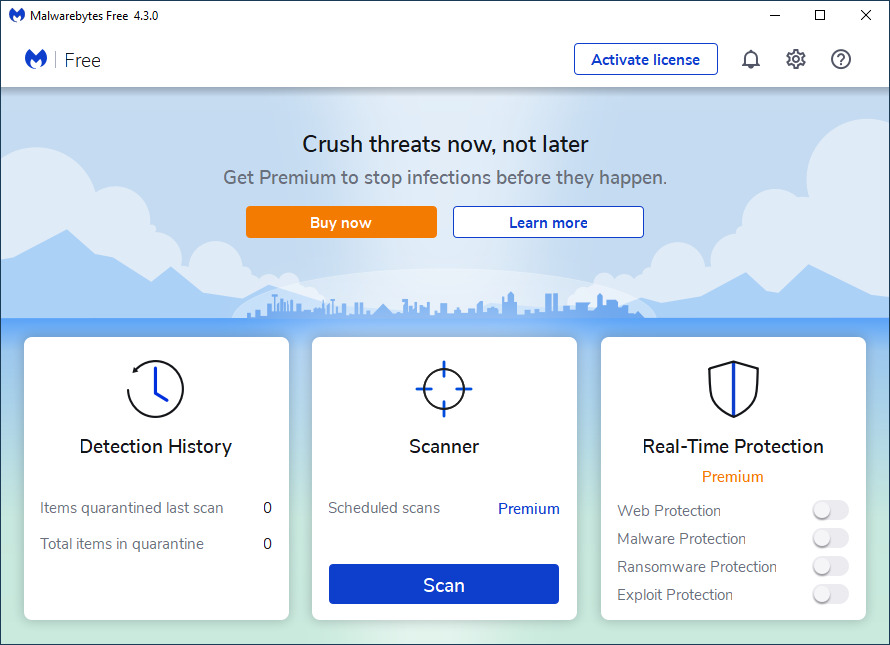 Malwarebytes Free 4.3.0
Free
Activate license
Crush threats now, not later
Get Premium to stop infections before they happen.
Buy now
Learn more
Detection History
Items quarantined last scan 0
Total items in quarantine 0
Scanner
Scheduled scans Premium
Scan
Real-Time Protection
Premium
Web Protection
Malware Protection
Ransomware Protection
Exploit Protection